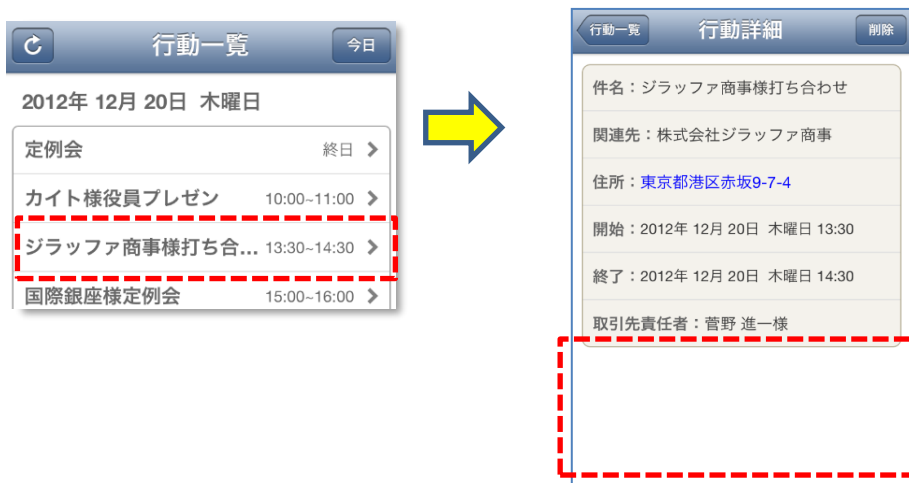 行動一覧
今日
2012年 12月 20日 木曜日
定例会 終日
カイト様役員プレゼン 10:00~11:00
ジラッファ商事様打ち合... 13:30~14:30
国際銀座様定例会 15:00~16:00
行動一覧
行動詳細
削除
件名：ジラッファ商事様打ち合わせ
関連先：株式会社ジラッファ商事
住所：東京都港区赤坂9-7-4
開始：2012年 12月 20日 木曜日 13:30
終了：2012年 12月 20日 木曜日 14:30
取引先責任者：菅野 進一様